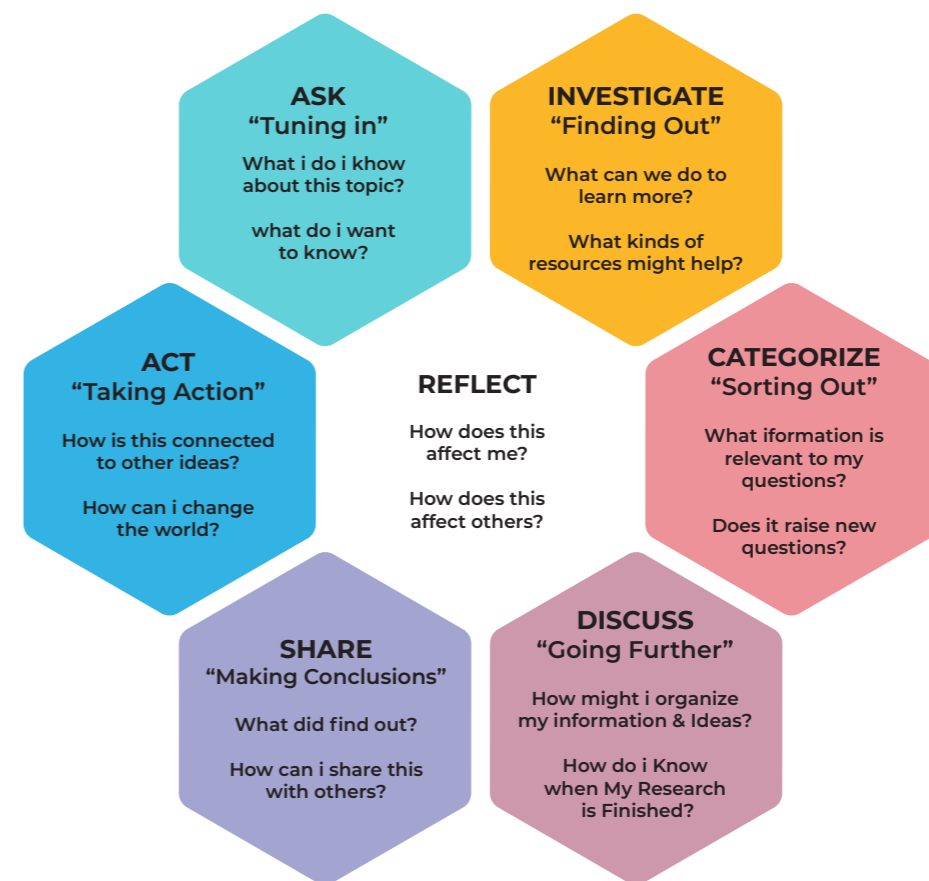 ASK
“Tuning in”
What i do i khow
about this topic?
what do i want
to know?
INVESTIGATE
“Finding Out”
What can we do to
learn more?
What kinds of
resources might help?
CATEGORIZE
“Sorting Out”
What iformation is
relevant to my
questions?
Does it raise new
questions?
DISCUSS
“Going Further”
How might i organize
my information & Ideas?
How do i Know
when My Research
is Finished?
SHARE
“Making Conclusions”
What did find out?
How can i share this
with others?
ACT
“Taking Action”
How is this connected
to other ideas?
How can i change
the world?
REFLECT
How does this
affect me?
How does this
affect others?